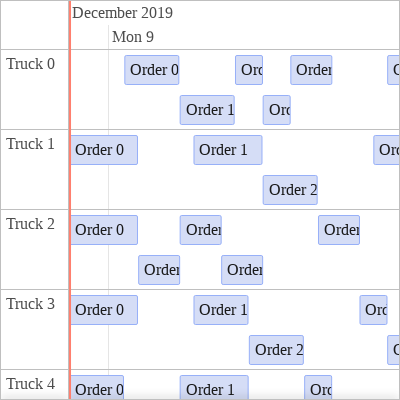 December 2019
Mon 9
Truck 0
Order 0 Ord Order
Order 1 Ord
Truck 1
Order 0 Order 1 Ord
Order 2
Truck 2
Order 0 Order Order
Order Order
Truck 3
Order 0 Order 1 Ord
Order 2
Truck 4
Order 0 Order 1 Ord